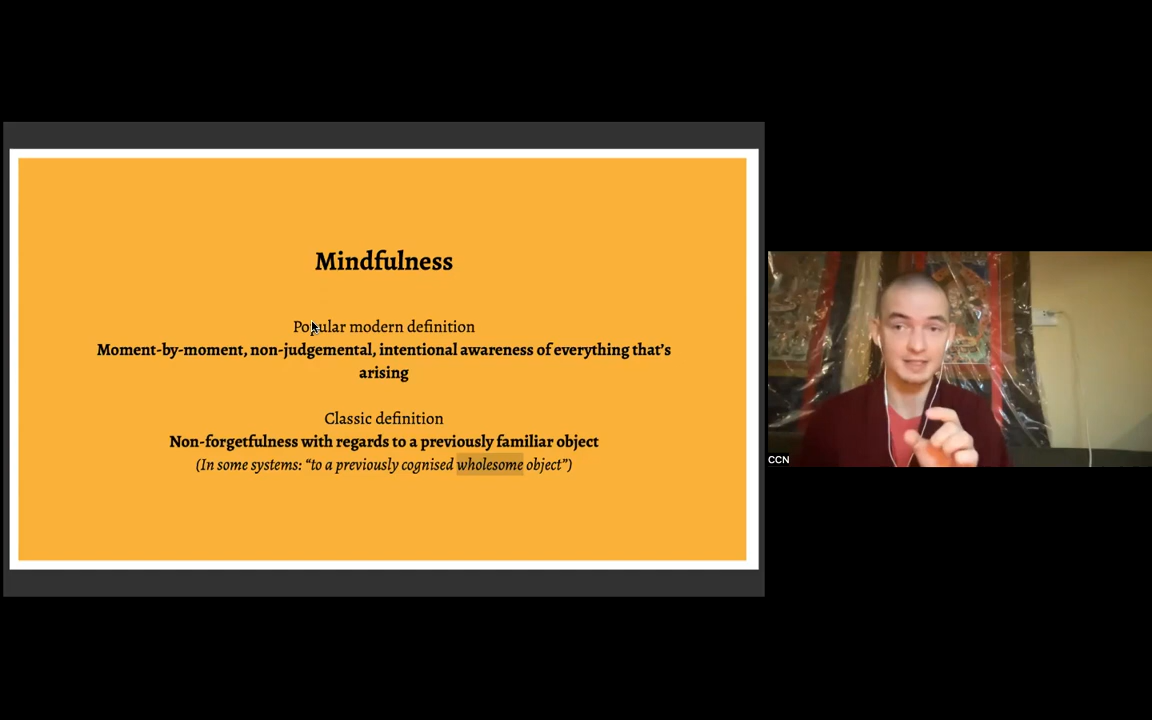 Mindfulness
Popular modern definition
Moment-by-moment, non-judgemental, intentional awareness of everything that’s
arising
Classic definition
Non-forgetfulness with regards to a previously familiar object
(In some systems: “to a previously cognised wholesome object”)
CCN